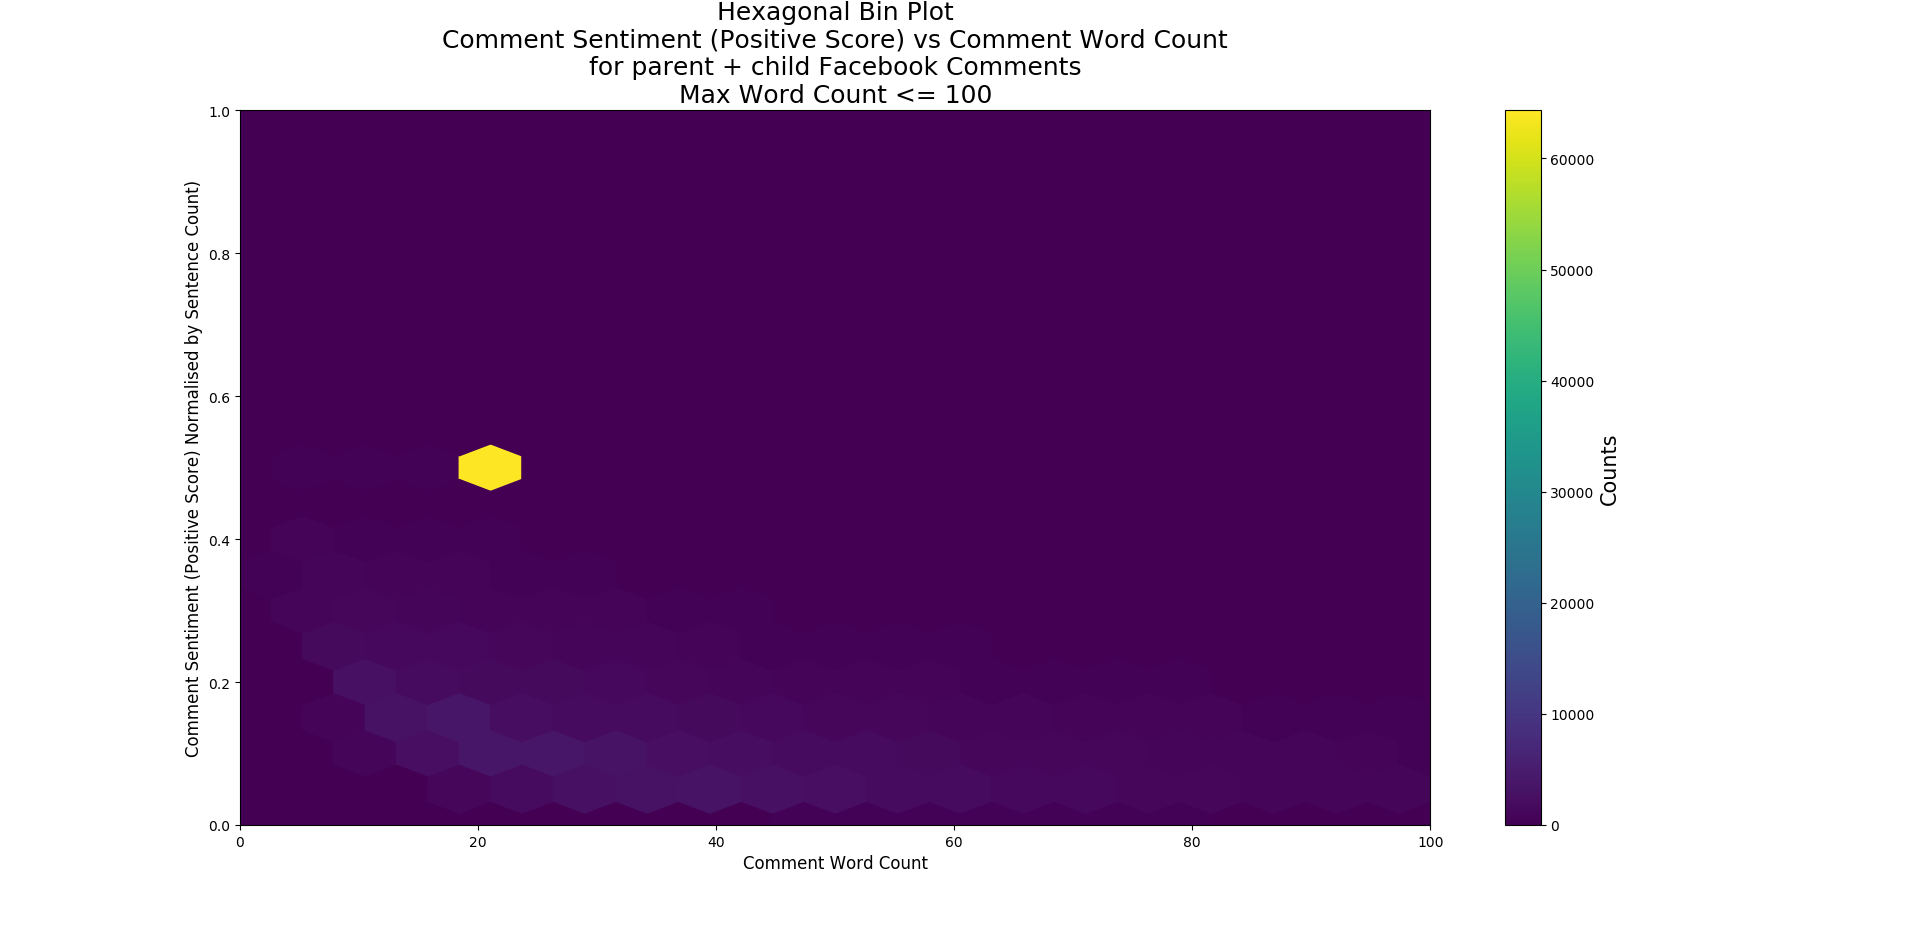 Hexagonal Bin Plot
Comment Sentiment (Positive Score) vs Comment Word Count
for parent + child Facebook Comments
Max Word Count <= 100
Comment Sentiment (Positive Score) Normalised by Sentence Count)
1.0
0.8
0.6
0.4
0.2
0.0
0
20
40
60
80
100
Comment Word Count
60000
50000
40000
30000
20000
10000
0
Counts